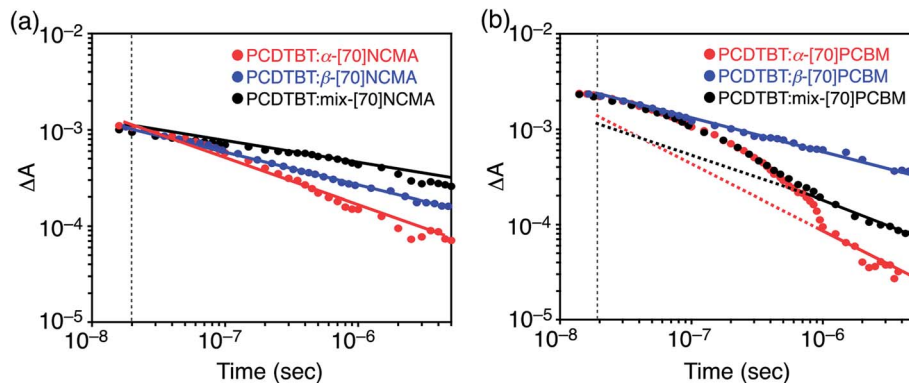 (a)
10⁻²
10⁻³
10⁻⁴
10⁻⁵
ΔA
PCDTBT:α-[70]NCMA
PCDTBT:β-[70]NCMA
PCDTBT:mix-[70]NCMA
10⁻⁸ 10⁻⁷ 10⁻⁶
Time (sec)
(b)
10⁻²
10⁻³
10⁻⁴
10⁻⁵
ΔA
PCDTBT:α-[70]PCBM
PCDTBT:β-[70]PCBM
PCDTBT:mix-[70]PCBM
10⁻⁸ 10⁻⁷ 10⁻⁶
Time (sec)